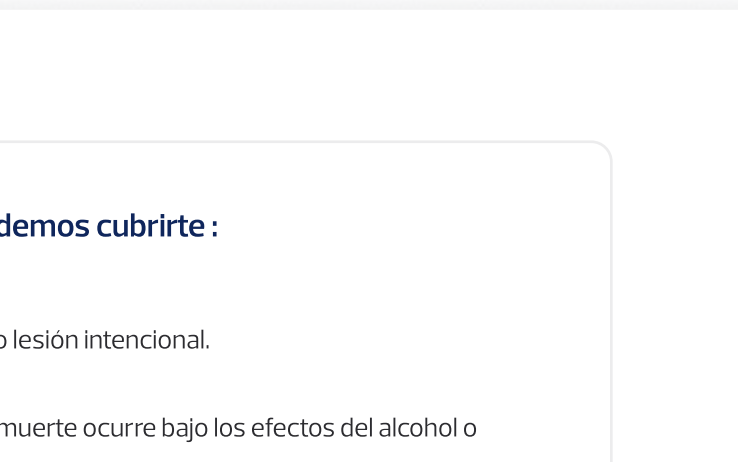 demos cubrirte :
lesión intencional.
muerte ocurre bajo los efectos del alcohol o